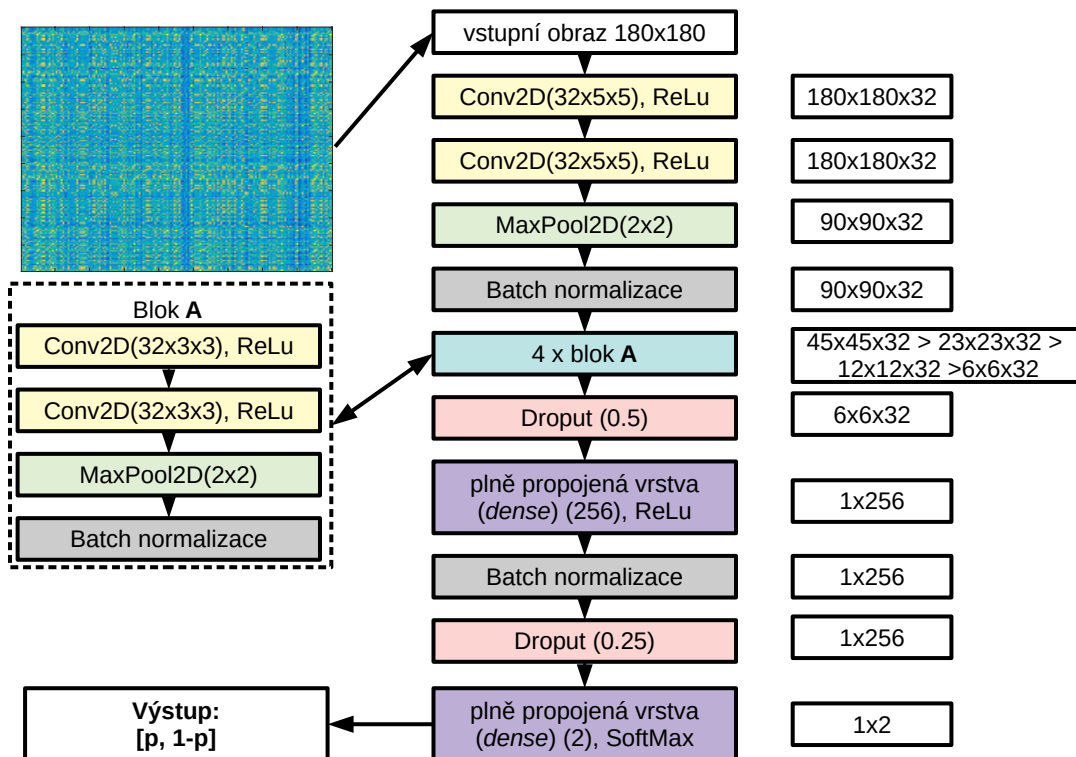 vstupní obraz 180x180
Conv2D(32x5x5), ReLu
180x180x32
Conv2D(32x5x5), ReLu
180x180x32
MaxPool2D(2x2)
90x90x32
Batch normalizace
90x90x32
4 x blok A
45x45x32 > 23x23x32 >
12x12x32 >6x6x32
Droput (0.5)
6x6x32
plně propojená vrstva
(dense) (256), ReLu
1x256
Batch normalizace
1x256
Droput (0.25)
1x256
plně propojená vrstva
(dense) (2), SoftMax
1x2
Blok A
Conv2D(32x3x3), ReLu
Conv2D(32x3x3), ReLu
MaxPool2D(2x2)
Batch normalizace
Výstup:
[p, 1-p]